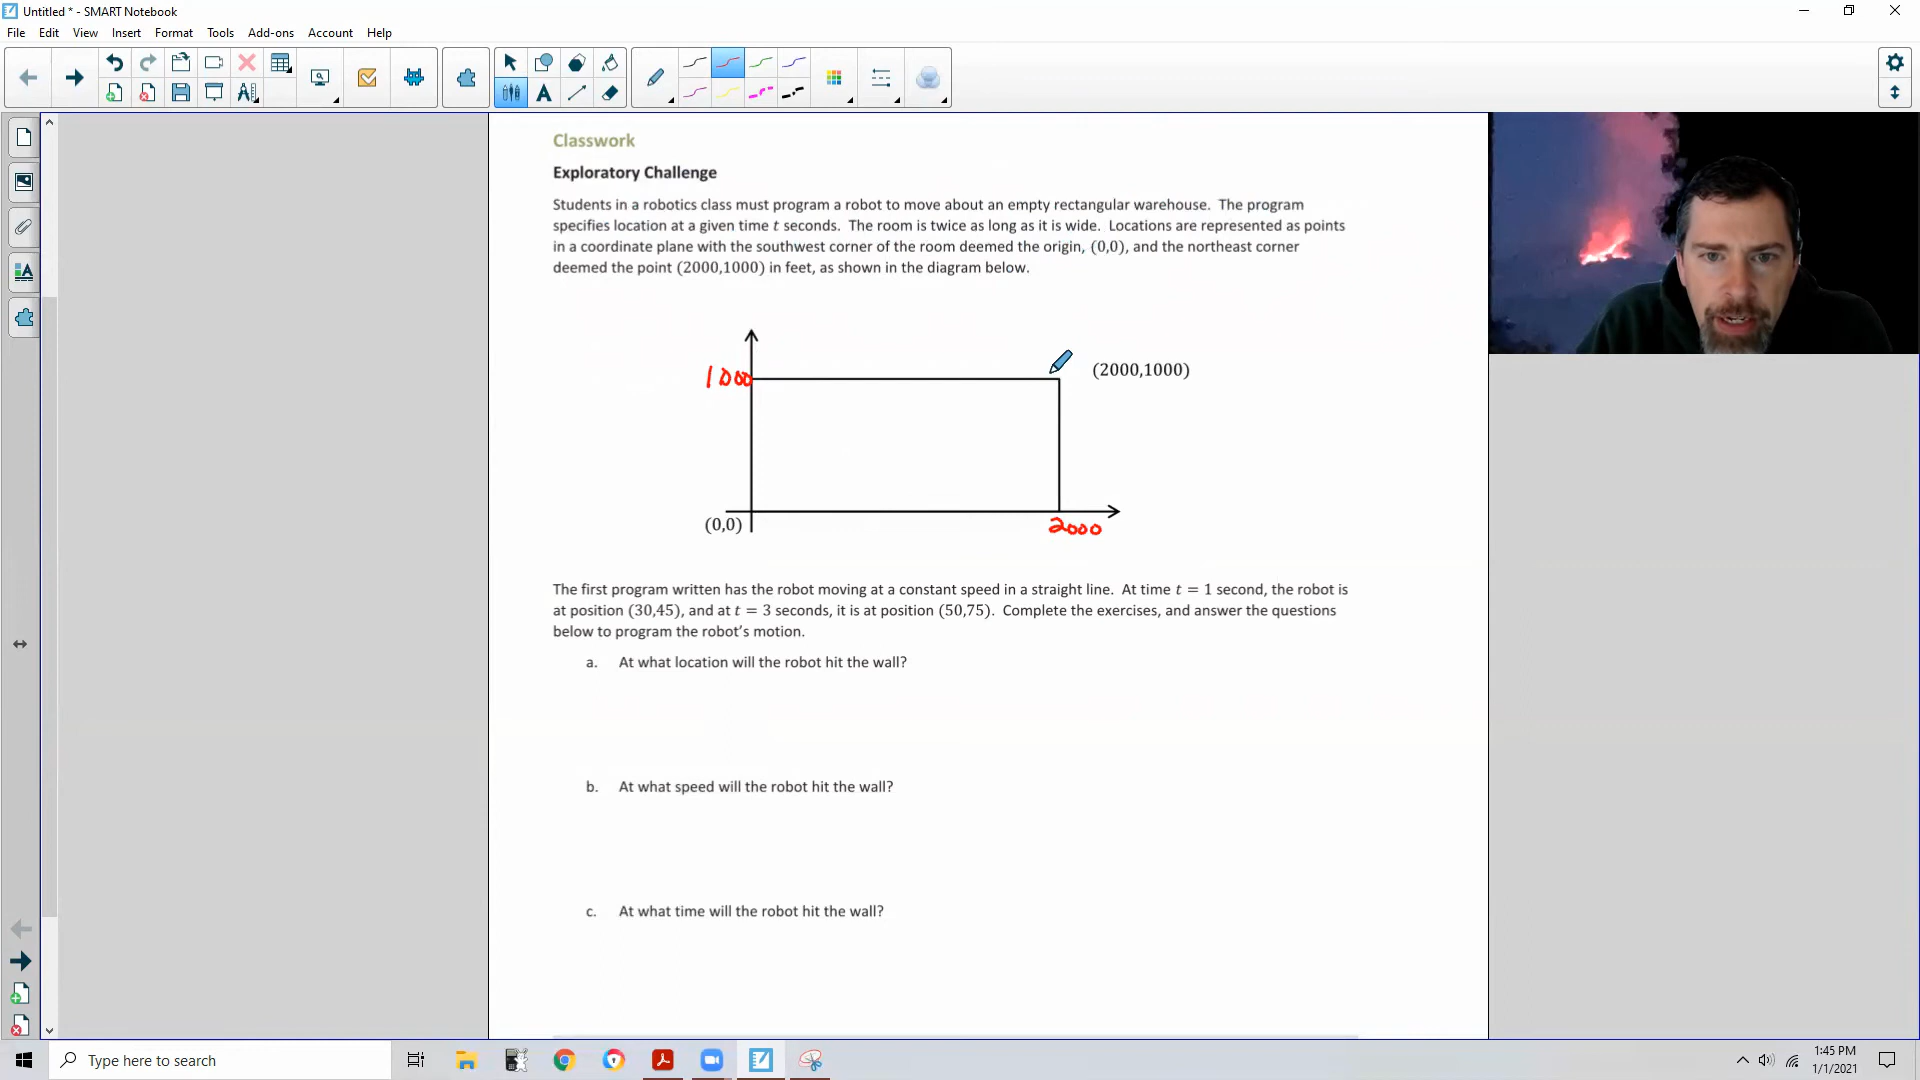 Untitled * - SMART Notebook
File Edit View Insert Format Tools Add-ons Account Help
Classwork
Exploratory Challenge
Students in a robotics class must program a robot to move about an empty rectangular warehouse. The program
specifies location at a given time t seconds. The room is twice as long as it is wide. Locations are represented as points
in a coordinate plane with the southwest corner of the room deemed the origin, (0,0), and the northeast corner
deemed the point (2000,1000) in feet, as shown in the diagram below.
1000
(2000,1000)
(0,0)
2000
The first program written has the robot moving at a constant speed in a straight line. At time t = 1 second, the robot is
at position (30,45), and at t = 3 seconds, it is at position (50,75). Complete the exercises, and answer the questions
below to program the robot's motion.
a. At what location will the robot hit the wall?
b. At what speed will the robot hit the wall?
c. At what time will the robot hit the wall?
Type here to search
1:45 PM
1/1/2021